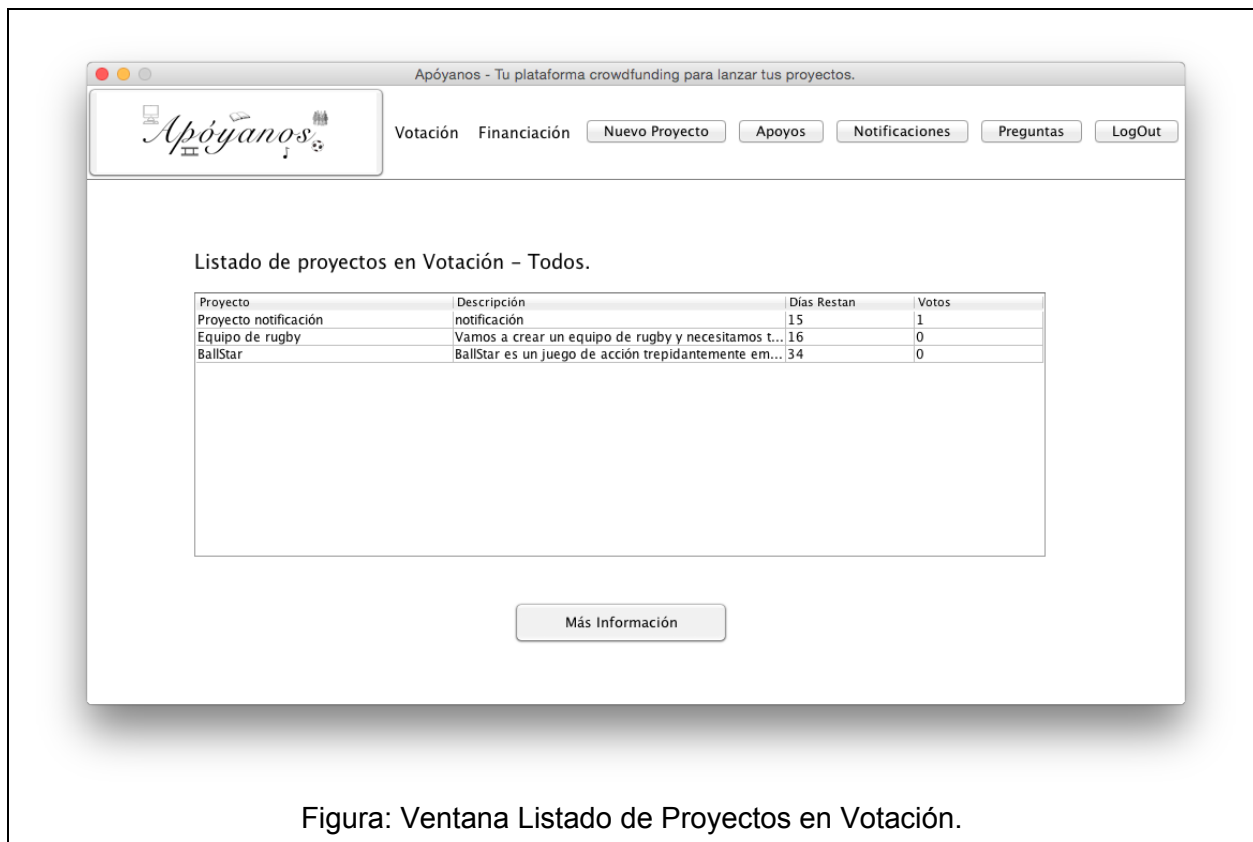 Apóyanos - Tu plataforma crowdfunding para lanzar tus proyectos.
Apóyanos Votación Financiación Nuevo Proyecto Apoyos Notificaciones Preguntas LogOut
Listado de proyectos en Votación – Todos.
Proyecto Descripción Días Restan Votos
Proyecto notificación notificación 15 1
Equipo de rugby Vamos a crear un equipo de rugby y necesitamos t... 16 0
BallStar BallStar es un juego de acción trepidantemente em... 34 0
Más Información
Figura: Ventana Listado de Proyectos en Votación.